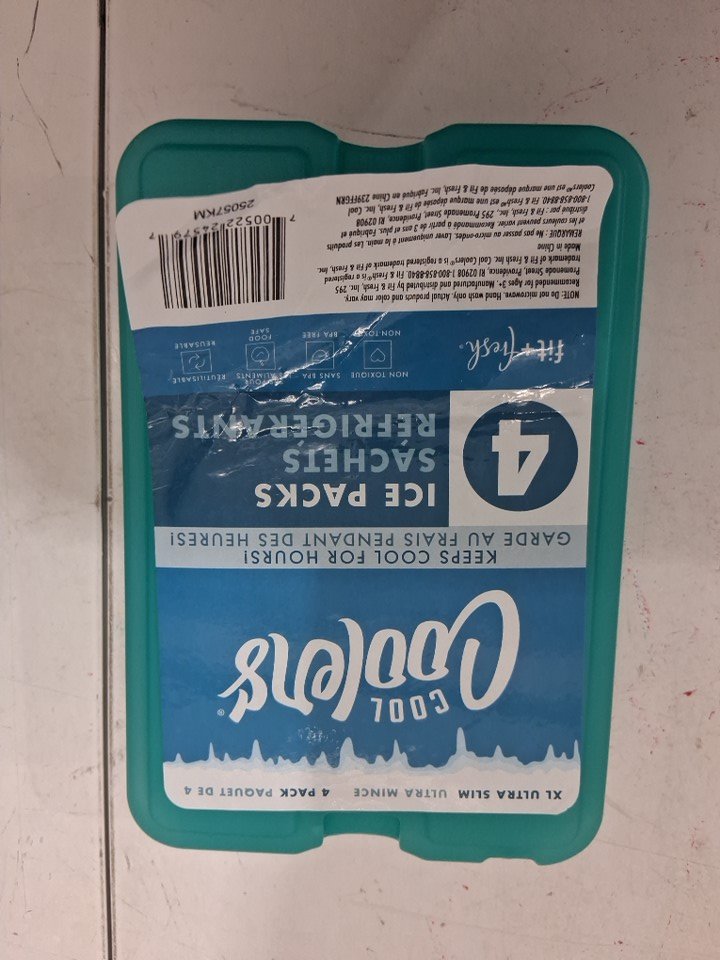 XL ULTRA SLIM ULTRA MINCE 4 PACK PAQUET DE 4
COOL
Coolers®
KEEPS COOL FOR HOURS!
GARDE AU FRAIS PENDANT DES HEURES!
4
ICE PACKS
SACHETS
RÉFRIGÉRANTS
fit+fresh®
NON TOXIQUE
NON TOXIC
SANS BPA
BPA FREE
ALIMENTS
FOOD
SAFE
RÉUTILISABLE
REUSABLE
NOTE: Do not microwave. Hand wash only. Actual products and color may vary.
Recommended for Ages 3+. Manufactured and distributed by Fit & Fresh, Inc. 295
Promenade Street, Providence, RI 02908 1-800-858-8840. Fit & Fresh® is a registered
trademark of Fit & Fresh Inc. Cool Coolers® is a registered trademark of Fit & Fresh, Inc.
Made in China
REMARQUE : Ne pas passer au micro-ondes. Laver uniquement à la main. Les produits
et les couleurs peuvent varier. Recommandé à partir de 3 ans et plus. Fabriqué et
distribué par : Fit & Fresh, Inc., 295 Promenade Street, Providence, RI 02908
1-800-858-8840. Fit & Fresh® est une marque déposée de Fit & Fresh, Inc. Cool
Coolers® est une marque déposée de Fit & Fresh, Inc. Fabriqué en Chine 239FFGRN
7
7
25057KM